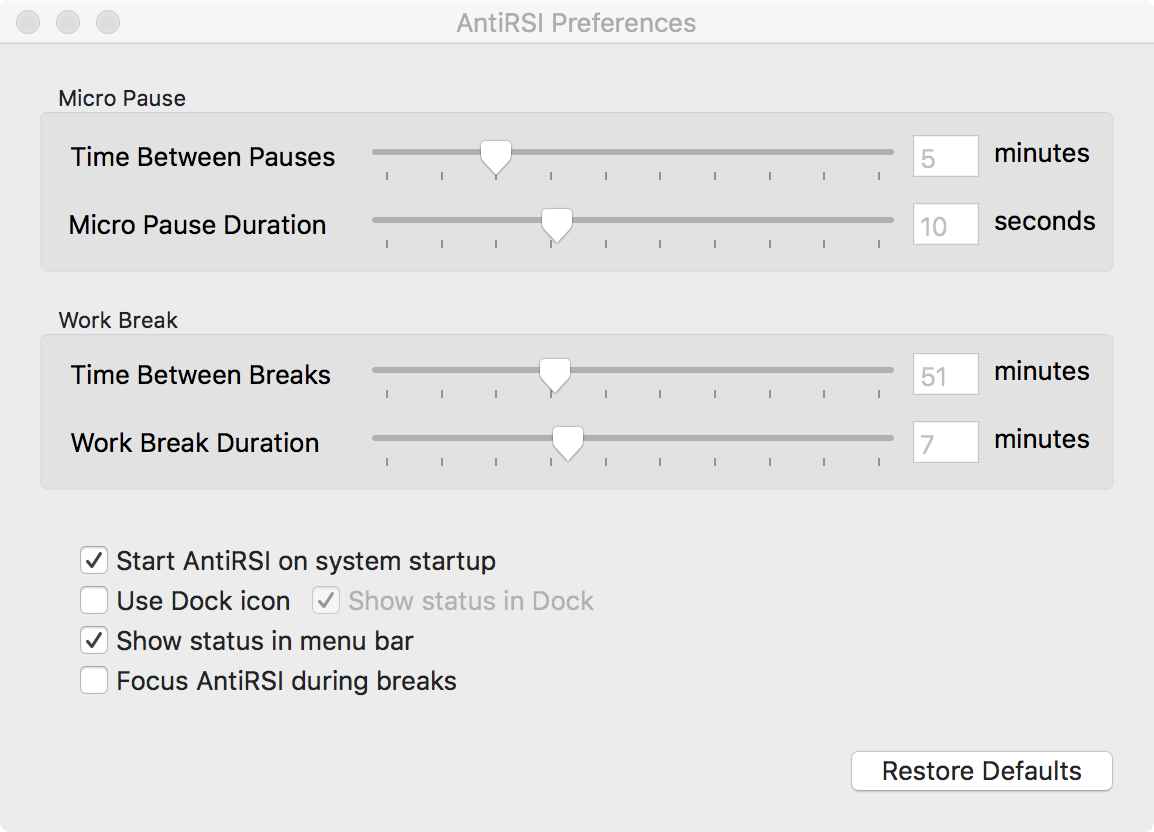 AntiRSI Preferences
Micro Pause
Time Between Pauses 5 minutes
Micro Pause Duration 10 seconds
Work Break
Time Between Breaks 51 minutes
Work Break Duration 7 minutes
Start AntiRSI on system startup
Use Dock icon Show status in Dock
Show status in menu bar
Focus AntiRSI during breaks
Restore Defaults